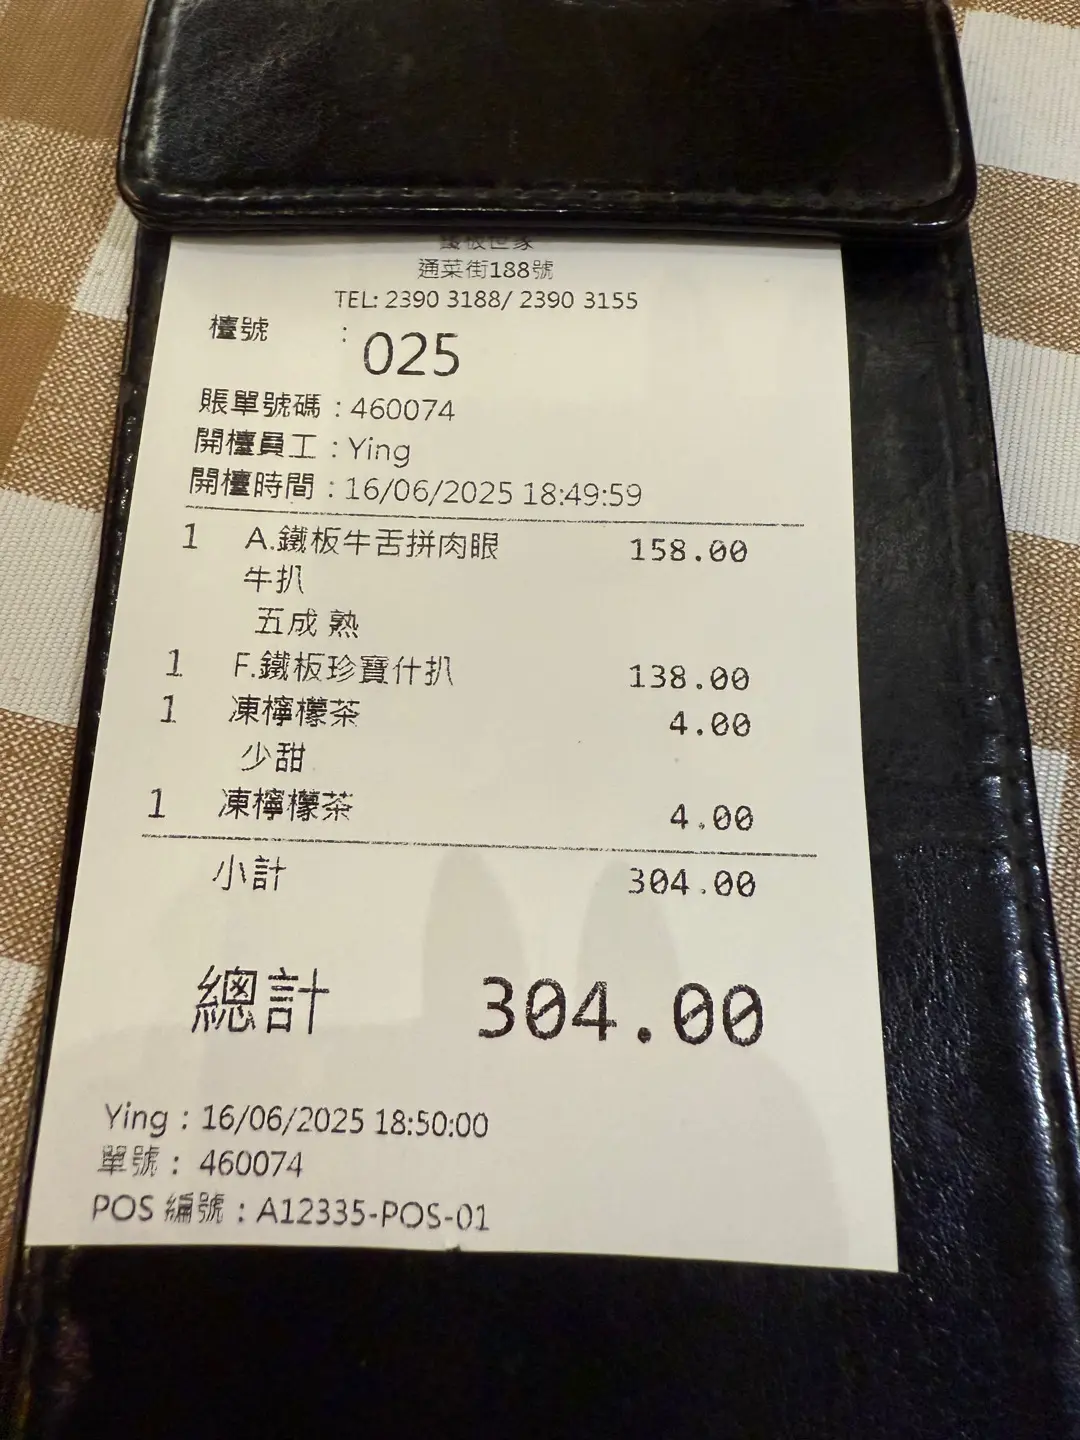 鐵板世家
通菜街188號
TEL: 2390 3188/ 2390 3155
檯號 : 025
賬單號碼 : 460074
開檯員工 : Ying
開檯時間 : 16/06/2025 18:49:59
1 A.鐵板牛舌拼肉眼 158.00
牛扒
五成 熟
1 F.鐵板珍寶什扒 138.00
1 凍檸檬茶 4.00
少甜
1 凍檸檬茶 4.00
小計 304.00
總計 304.00
Ying : 16/06/2025 18:50:00
單號 : 460074
POS 編號 : A12335-POS-01